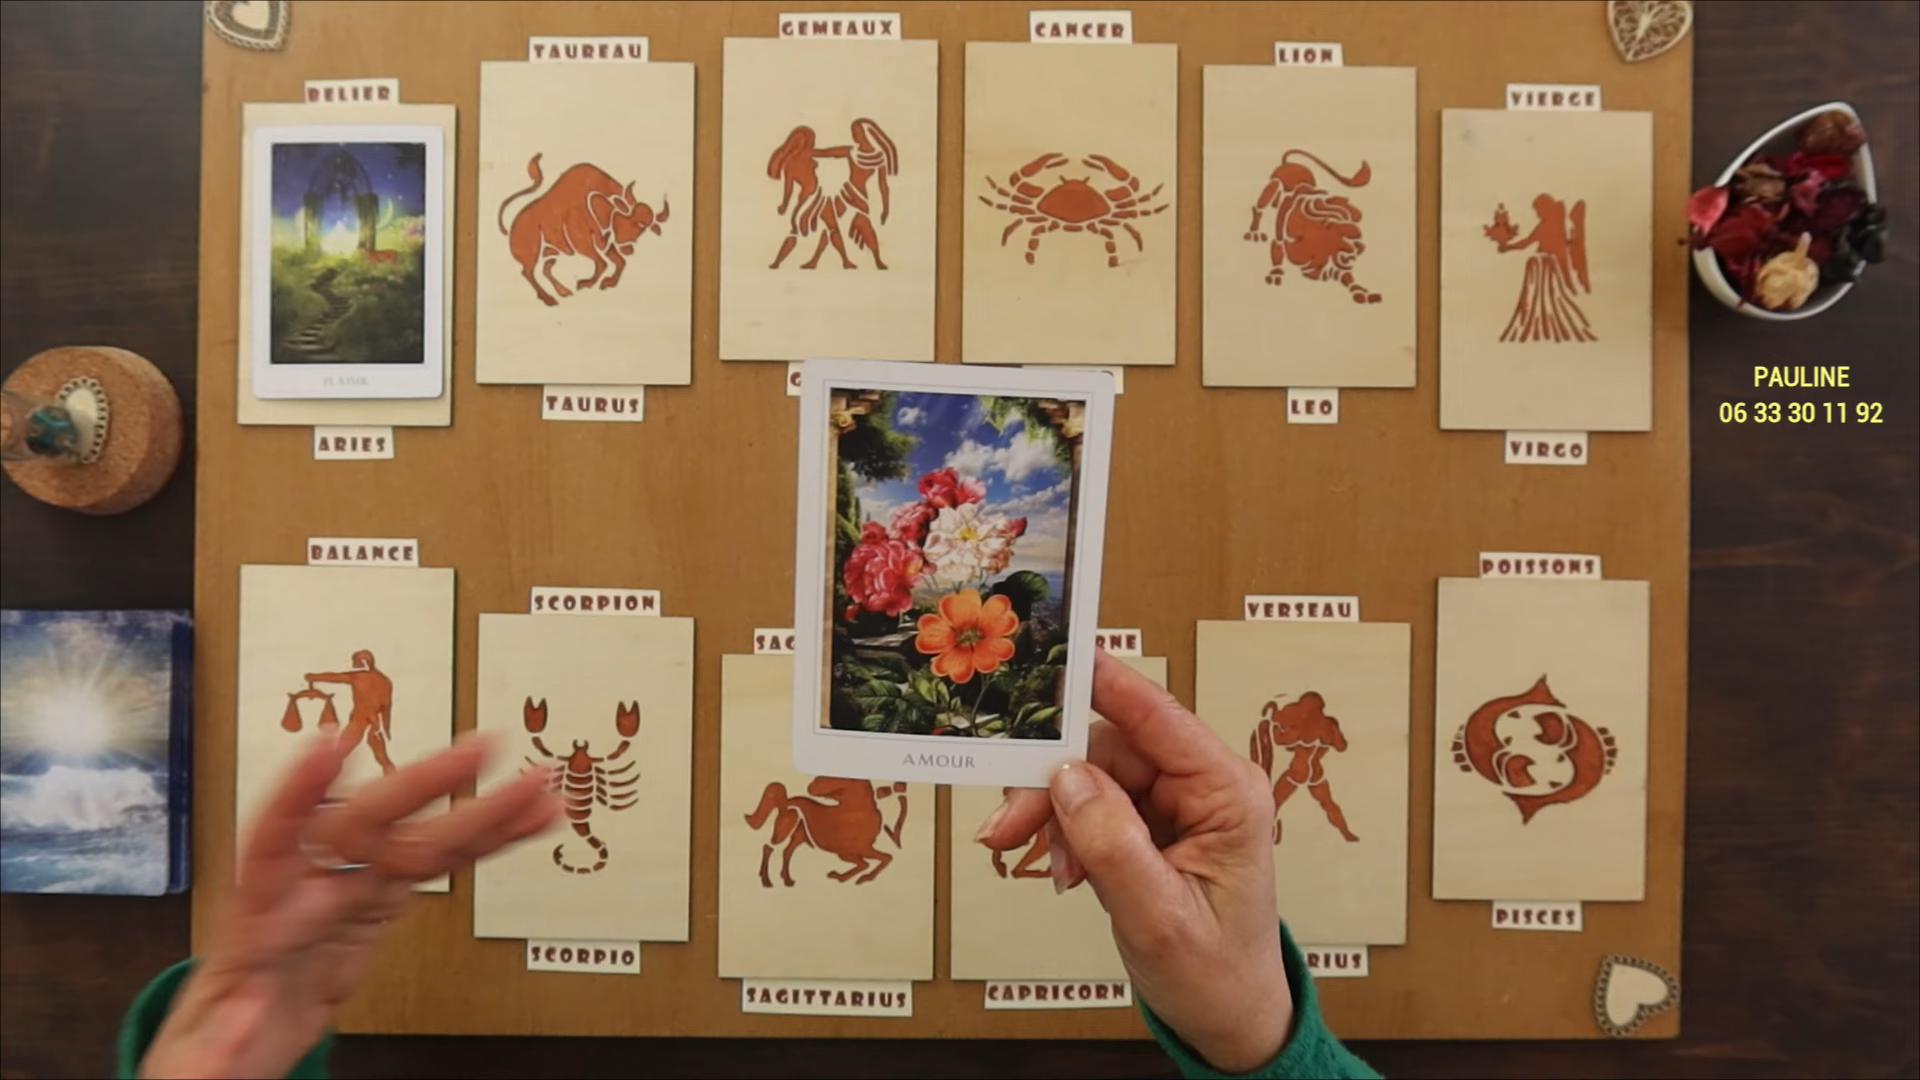 GEMEAUX
CANCER
TAUREAU
LION
BELIER
VIERGE
PLAISIR
PAULINE
06 33 30 11 92
TAURUS
LEO
ARIES
VIRGO
BALANCE
SCORPION
POISSONS
VERSEAU
AMOUR
SCORPIO
PISCES
SAGITTARIUS
CAPRICORN